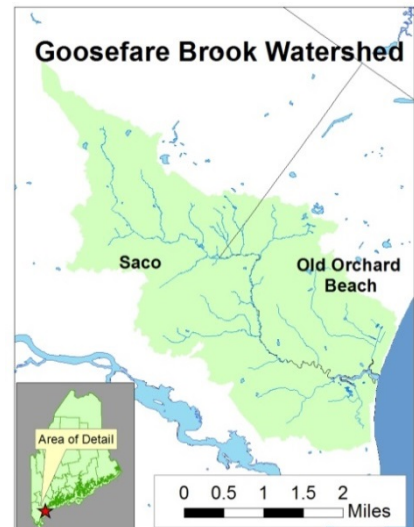 Goosefare Brook Watershed
Saco
Old Orchard
Beach
Area of Detail
0 0.5 1 1.5 2
Miles